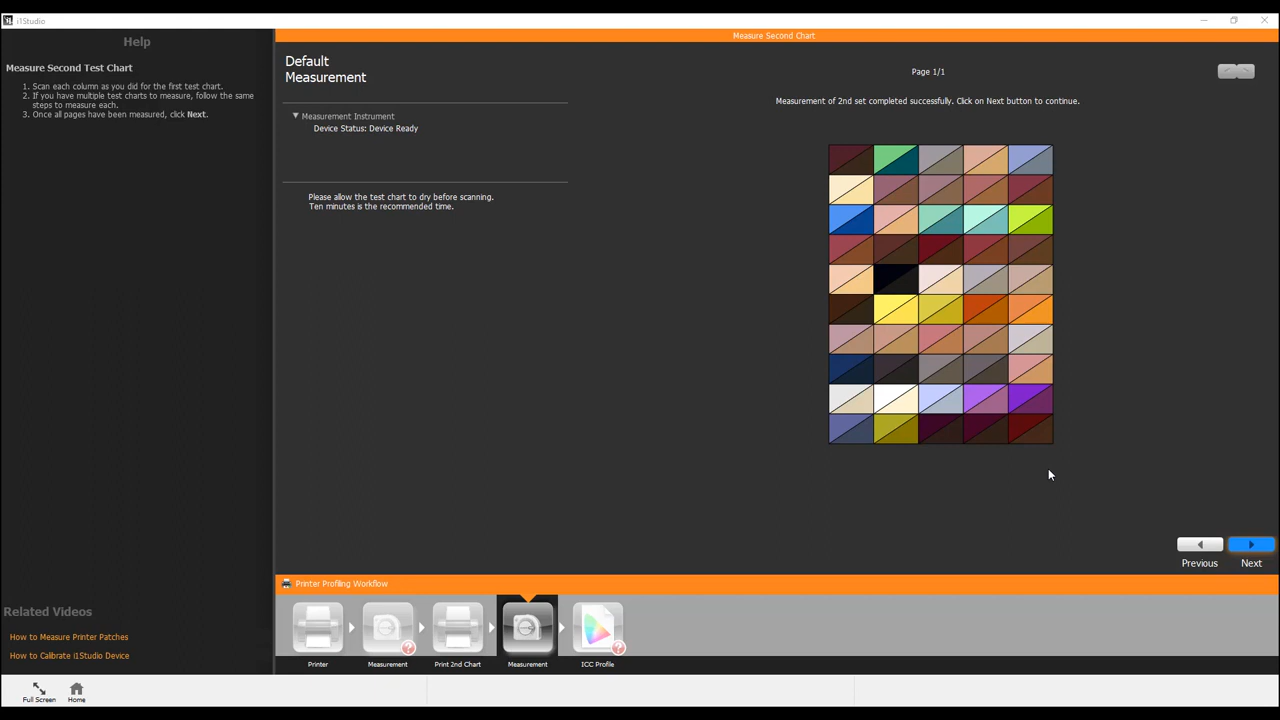 i1Studio
Help
Measure Second Test Chart
1. Scan each column as you did for the first test chart.
2. If you have multiple test charts to measure, follow the same
steps to measure each.
3. Once all pages have been measured, click Next.
Related Videos
How to Measure Printer Patches
How to Calibrate i1Studio Device
Measure Second Chart
Default
Measurement
Measurement Instrument
Device Status: Device Ready
Please allow the test chart to dry before scanning.
Ten minutes is the recommended time.
Page 1/1
Measurement of 2nd set completed successfully. Click on Next button to continue.
Previous
Next
Printer Profiling Workflow
Printer
Measurement
Print 2nd Chart
Measurement
ICC Profile
Full Screen
Home